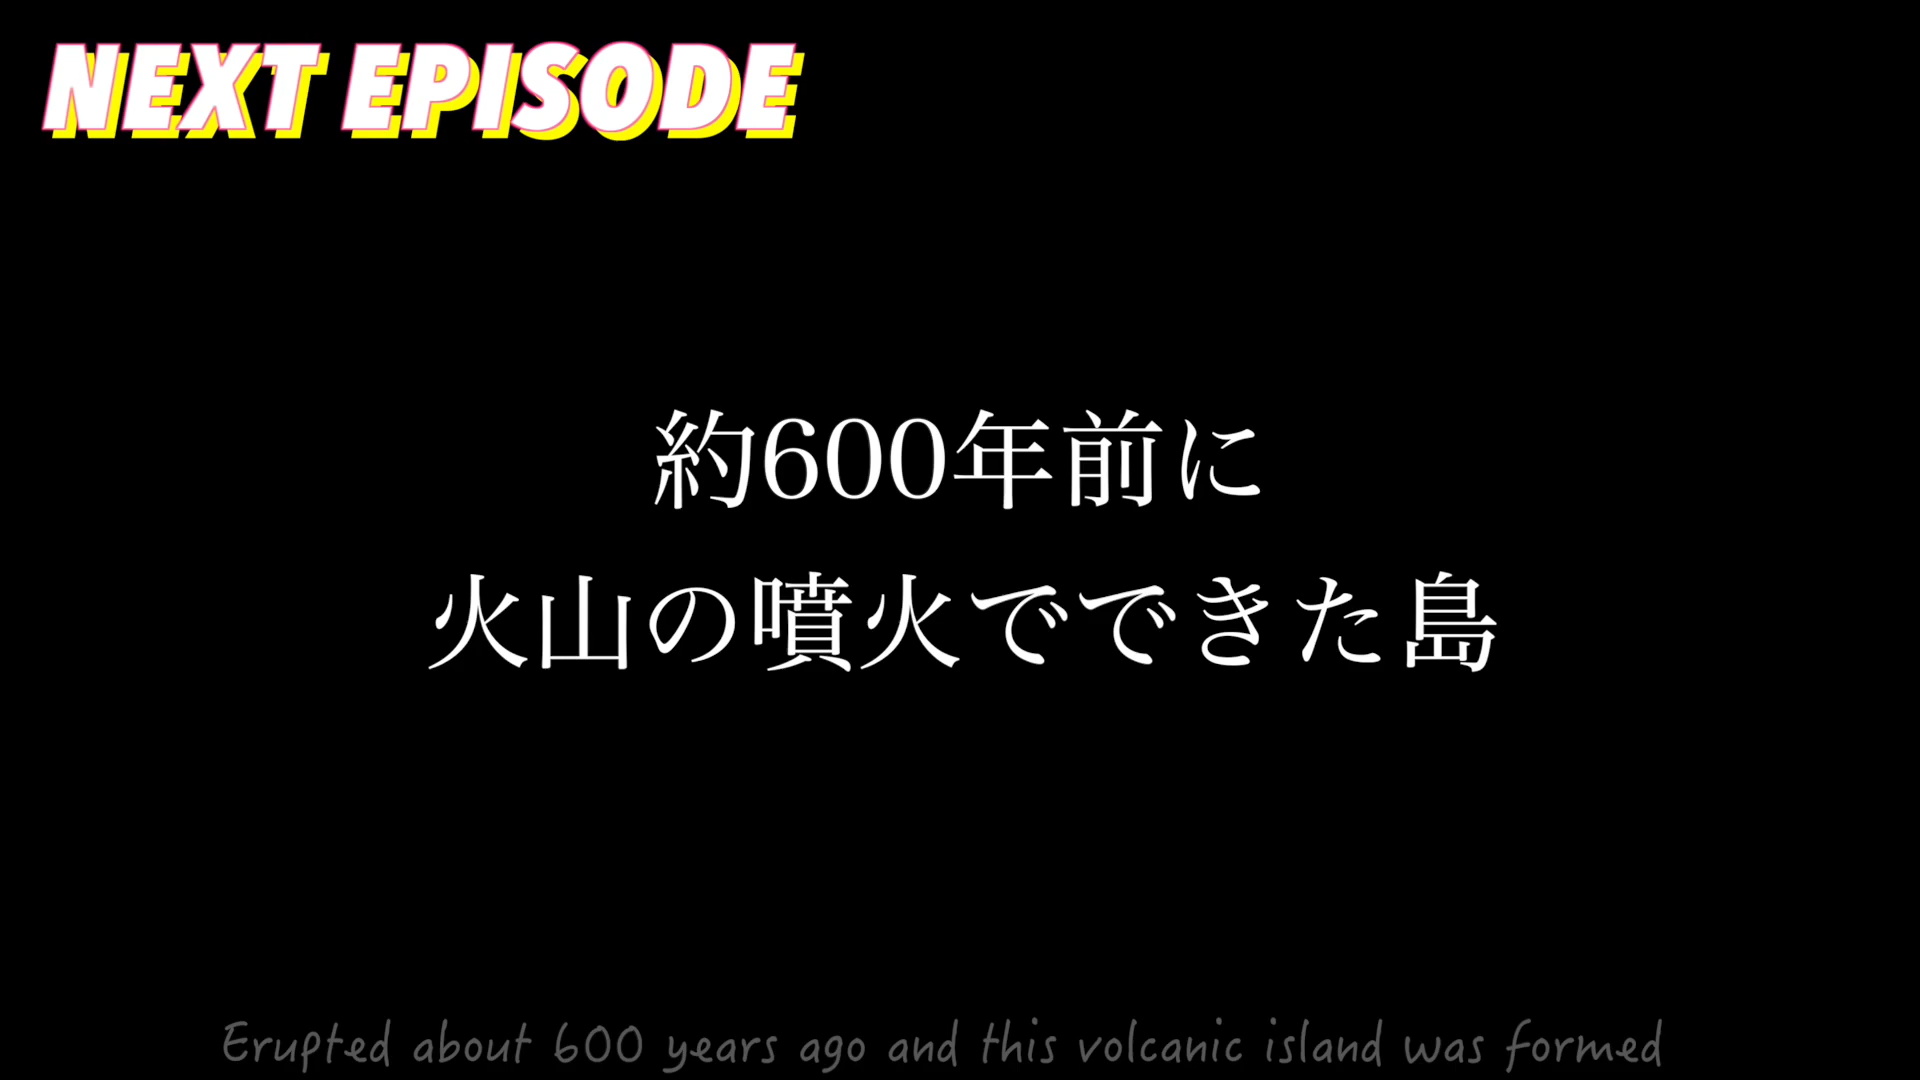 NEXT EPISODE
約600年前に
火山の噴火でできた島
Erupted about 600 years ago and this volcanic island was formed